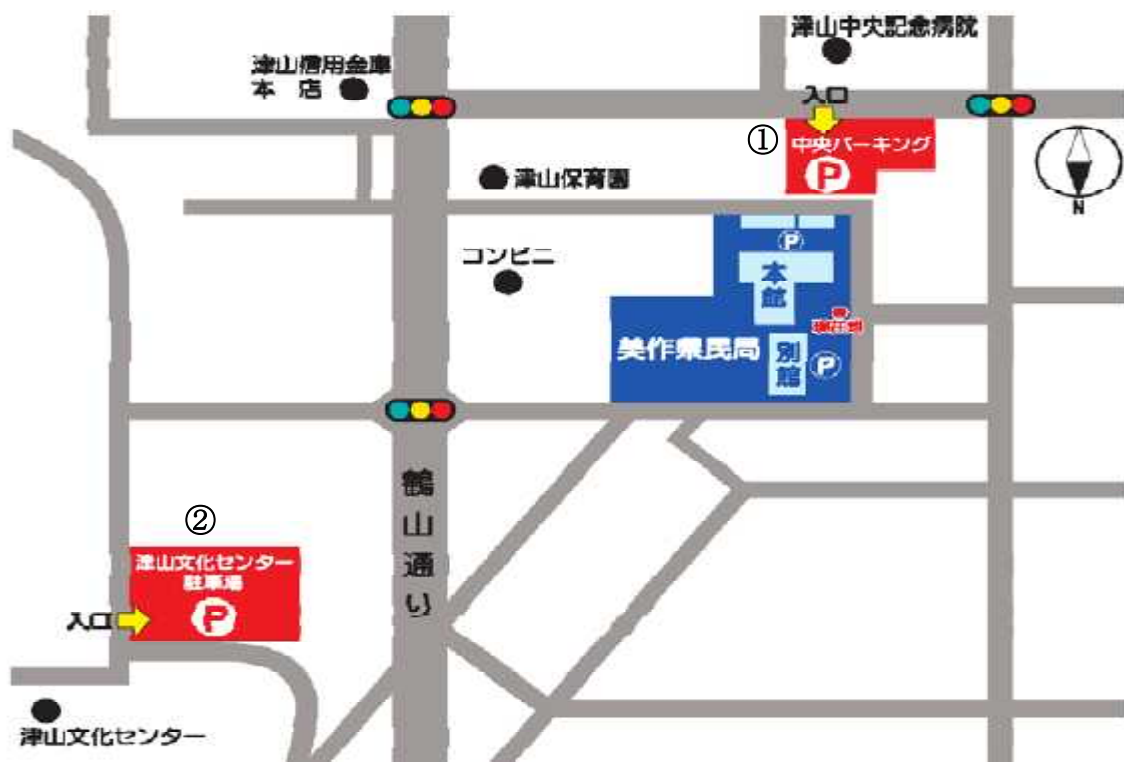 津山中央記念病院
津山信用金庫
本店
入口
①
中央パーキング
P
津山保育園
N
コンビニ
P
本館
美作県民局
別館
P
現在地
鶴山通り
②
津山文化センター
駐車場
P
入口
津山文化センター